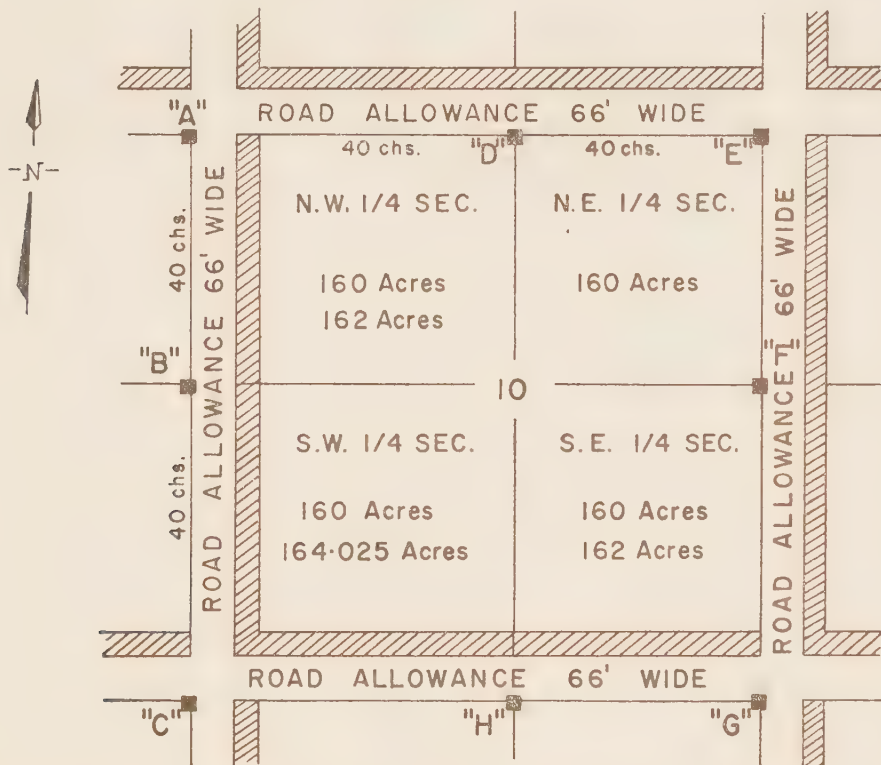 "A"
ROAD ALLOWANCE 66' WIDE
40 chs.
"D"
40 chs.
"E"
-N-
40 chs.
ROAD ALLOWANCE 66' WIDE
N.W. 1/4 SEC.
160 Acres
162 Acres
N.E. 1/4 SEC.
160 Acres
ROAD ALLOWANCE 66' WIDE
"B"
"F"
10
40 chs.
S.W. 1/4 SEC.
160 Acres
164.025 Acres
S.E. 1/4 SEC.
160 Acres
162 Acres
ROAD ALLOWANCE 66' WIDE
"C"
"H"
"G"